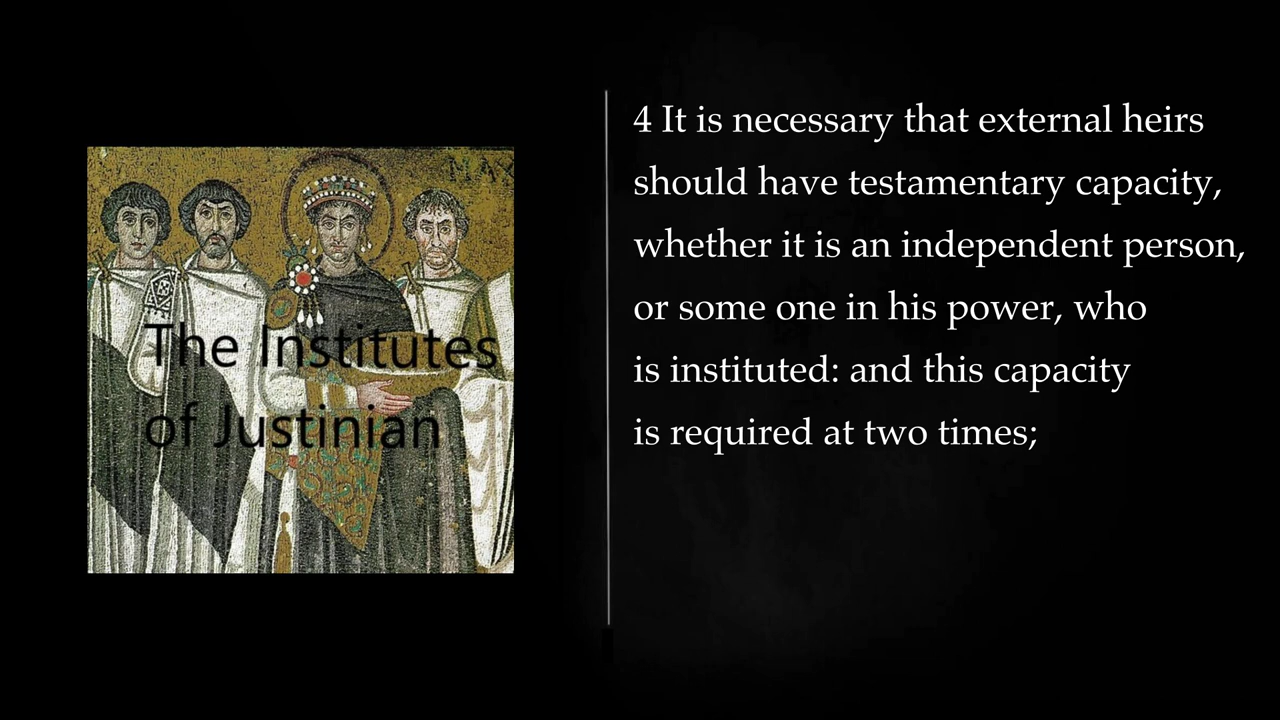 The Institutes
of Justinian
4 It is necessary that external heirs
should have testamentary capacity,
whether it is an independent person,
or some one in his power, who
is instituted: and this capacity
is required at two times;